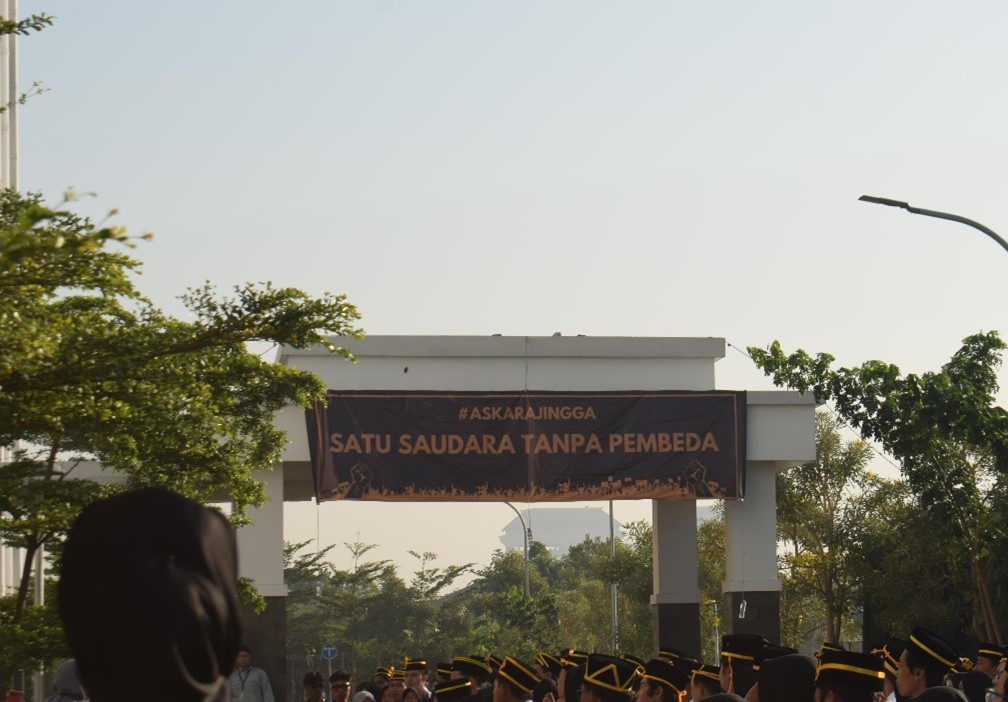 #ASKARAJINGGA
SATU SAUDARA TANPA PEMBEDA
T